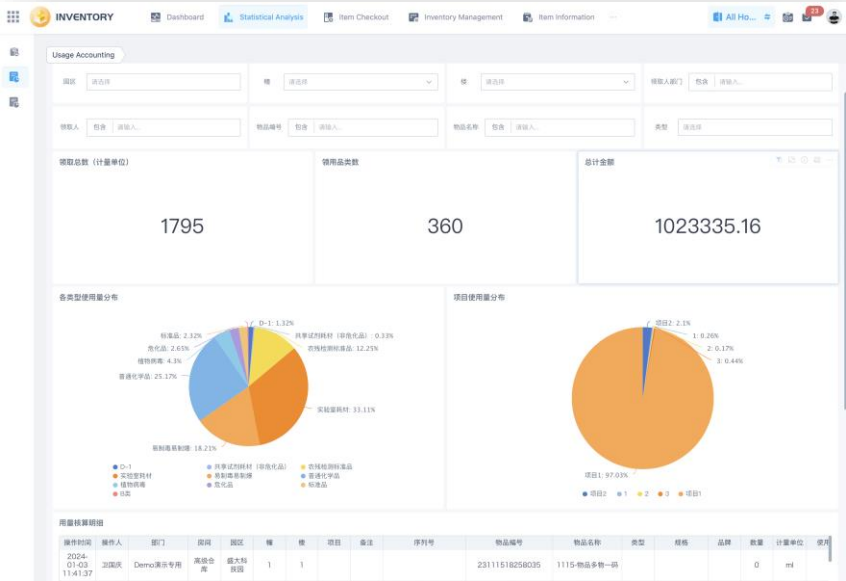 INVENTORY
Dashboard
Statistical Analysis
Item Checkout
Inventory Management
Item Information
...
All Ho...
23
Usage Accounting
园区 请选择
幢 请选择
楼 请选择
领取人部门 包含 请输入...
领取人 包含 请输入...
物品编号 包含 请输入...
物品名称 包含 请输入...
类型 请选择
领取总数（计量单位）
领用品类数
总计金额
1795
360
1023335.16
各类型使用量分布
项目使用量分布
D-1: 1.32%
标准品: 2.32%
共享试剂耗材（非危化品）: 0.33%
危化品: 2.65%
农残检测标准品: 12.25%
植物病毒: 4.3%
普通化学品: 25.17%
实验室耗材: 33.11%
易制毒易制爆: 18.21%
项目2: 2.1%
1: 0.26%
2: 0.17%
3: 0.44%
项目1: 97.03%
D-1 共享试剂耗材（非危化品） 农残检测标准品
实验室耗材 易制毒易制爆 普通化学品
植物病毒 危化品 标准品
B类
项目2 1 2 3 项目1
用量核算明细
操作时间 操作人 部门 房间 园区 幢 楼 项目 备注 序列号 物品编号 物品名称 类型 规格 品牌 数量 计量单位 使用
2024-01-03 11:41:37 卫国庆 Demo演示专用 高级仓库 盛大科技园 1 1 23111518258035 1115-物品多物一码 0 ml